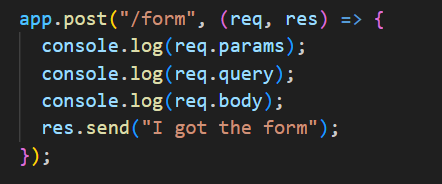 app.post("/form", (req, res) => {
  console.log(req.params);
  console.log(req.query);
  console.log(req.body);
  res.send("I got the form");
});